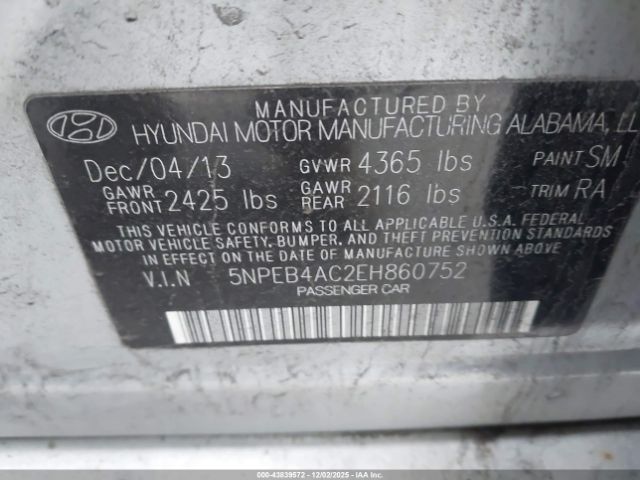 MANUFACTURED BY
HYUNDAI MOTOR MANUFACTURING ALABAMA, LL
Dec/04/13 GVWR 4365 lbs PAINT SM
GAWR FRONT 2425 lbs GAWR REAR 2116 lbs TRIM RA
THIS VEHICLE CONFORMS TO ALL APPLICABLE U.S.A. FEDERAL
MOTOR VEHICLE SAFETY, BUMPER, AND THEFT PREVENTION STANDARDS
IN EFFECT ON THE DATE OF MANUFACTURE SHOWN ABOVE.
V.I.N 5NPEB4AC2EH860752
PASSENGER CAR
000-43839572 · 12/02/2025 · IAAI.COM